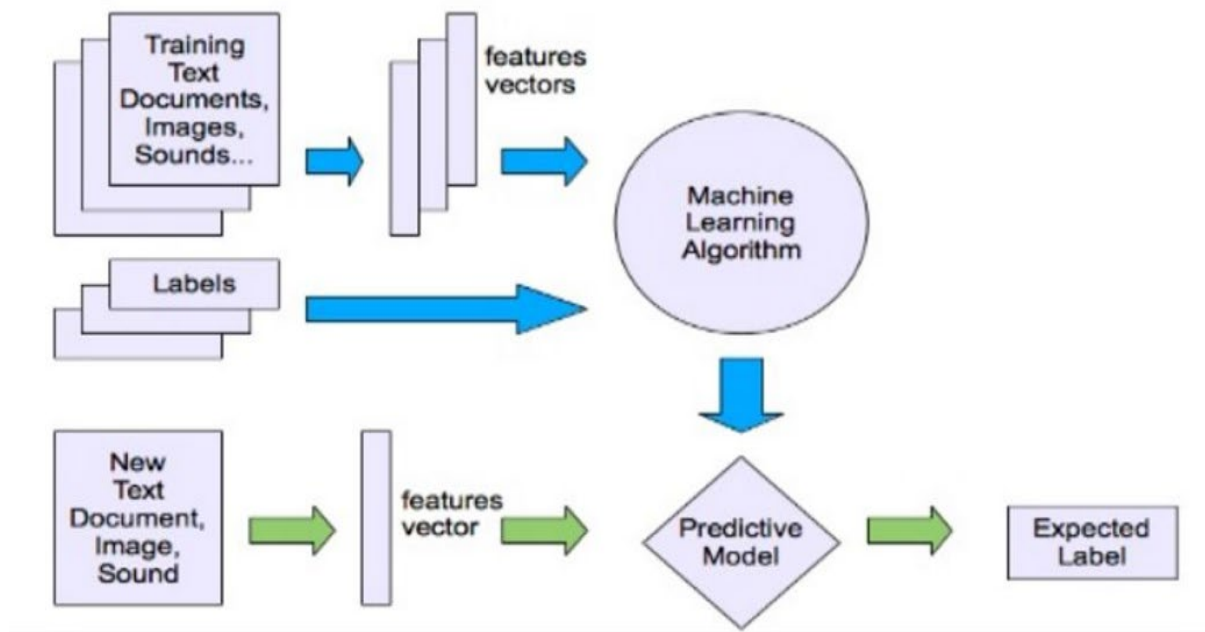 Training
Text
Documents,
Images,
Sounds...
features
vectors
Machine
Learning
Algorithm
Labels
New
Text
Document,
Image,
Sound
features
vector
Predictive
Model
Expected
Label